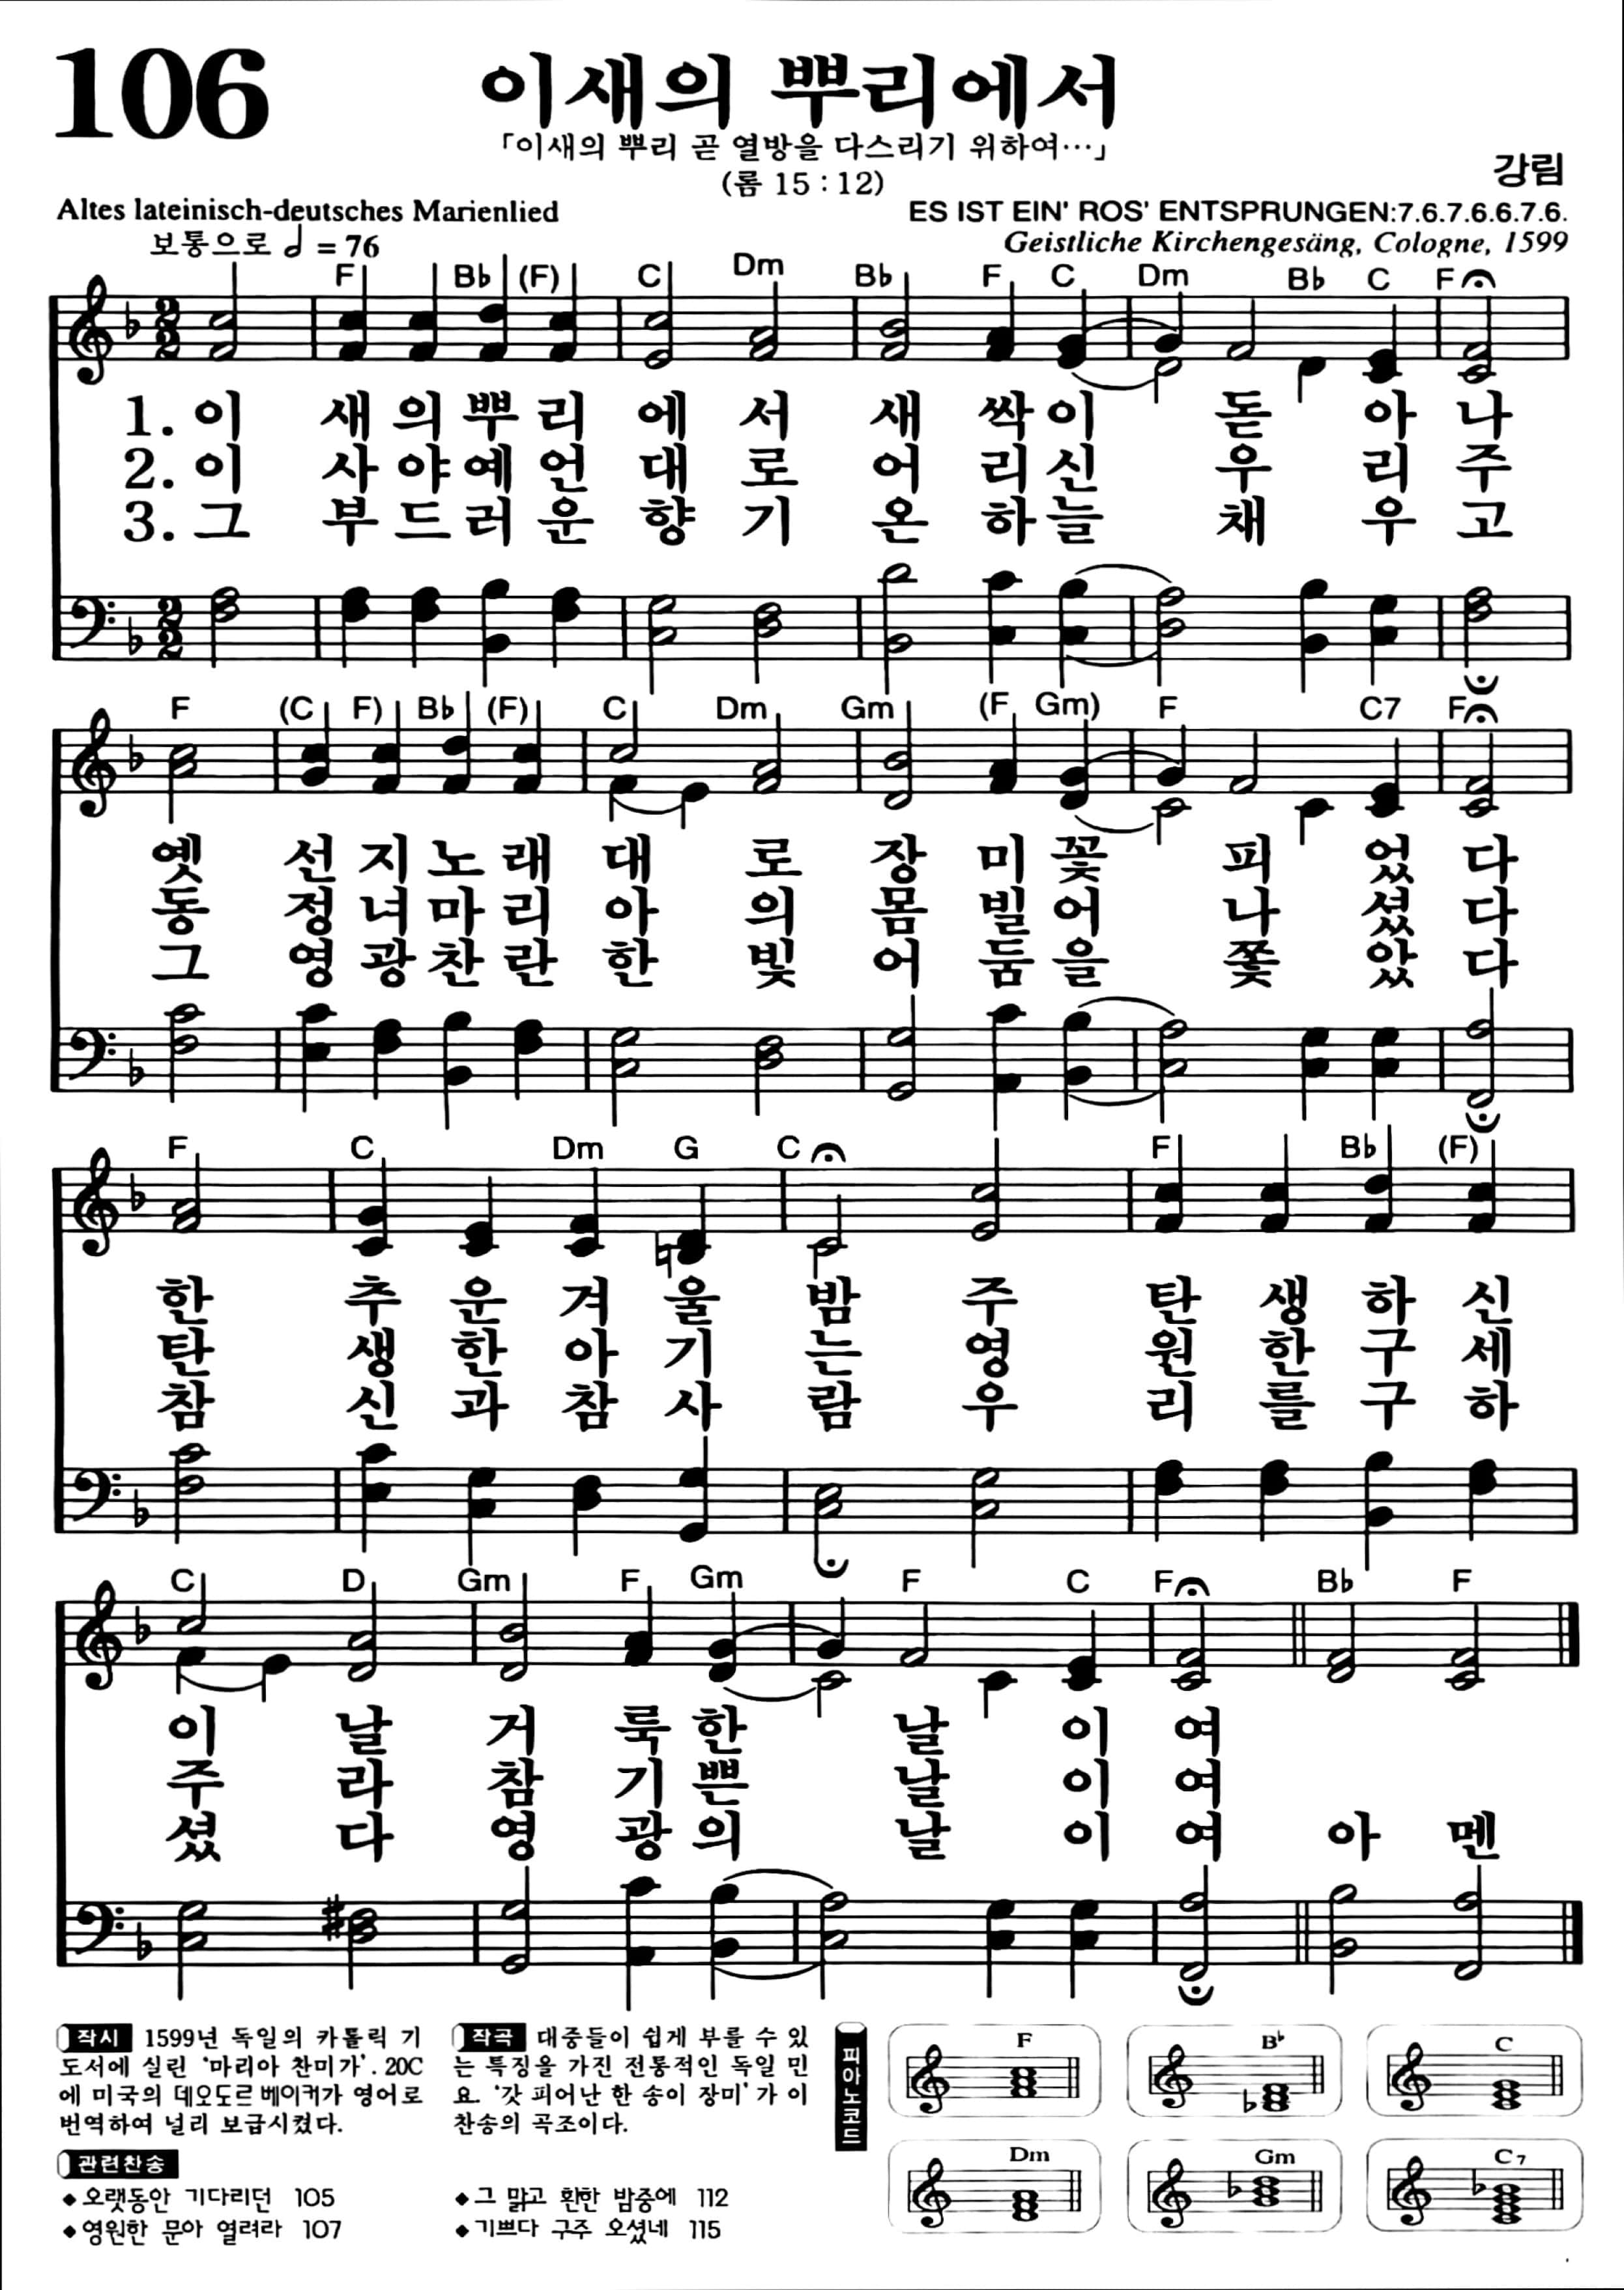 106
이새의 뿌리에서
「이새의 뿌리 곧 열방을 다스리기 위하여…」
(롬 15 : 12)
강림
Altes lateinisch-deutsches Marienlied
ES IST EIN' ROS' ENTSPRUNGEN:7.6.7.6.6.7.6.
보통으로 𝅗𝅥 = 76
Geistliche Kirchengesäng, Cologne, 1599
F B♭ (F) C Dm B♭ F C Dm B♭ C F
1. 이 새 의 뿌 리 에 서 새 싹 이 돋 아 나
2. 이 사 야 예 언 대 로 어 리 신 우 리 주
3. 그 부 드 러 운 향 기 온 하 늘 채 우 고
F (C F) B♭ (F) C Dm Gm (F Gm) F C7 F
옛 선 지 노 래 대 로 장 미 꽃 피 었 다
동 정 녀 마 리 아 의 몸 빌 어 나 셨 다
그 영 광 찬 란 한 빛 어 둠 을 쫓 았 다
F C Dm G C F B♭ (F)
한 추 운 겨 울 밤 주 탄 생 하 신
탄 생 한 아 기 는 영 원 한 구 세
참 신 과 참 사 람 우 리 를 구 하
C D Gm F Gm F C F B♭ F
이 날 거 룩 한 날 이 여
주 라 참 기 쁜 날 이 여
셨 다 영 광 의 날 이 여 아 멘
작시 1599년 독일의 카톨릭 기
도서에 실린 '마리아 찬미가'. 20C
에 미국의 데오도르 베이커가 영어로
번역하여 널리 보급시켰다.
작곡 대중들이 쉽게 부를 수 있
는 특징을 가진 전통적인 독일 민
요. '갓 피어난 한 송이 장미'가 이
찬송의 곡조이다.
관련찬송
◆ 오랫동안 기다리던 105
◆ 영원한 문아 열려라 107
◆ 그 맑고 환한 밤중에 112
◆ 기쁘다 구주 오셨네 115
피아노코드
F B♭ C
Dm Gm C7